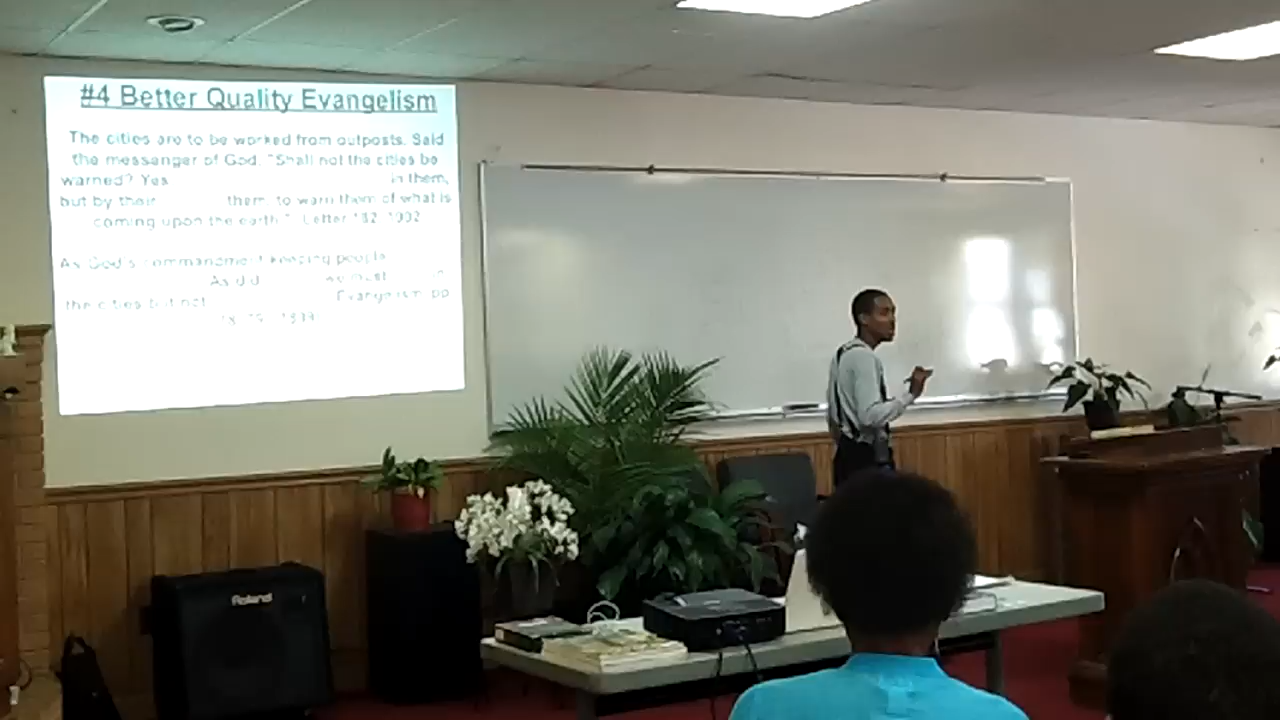 #4 Better Quality Evangelism
The cities are to be worked from outposts. Said
the messenger of God, "Shall not the cities be
warned? Yes in them,
but by their them, to warn them of what is
coming upon the earth." Letter 182, 1902
As God's commandment keeping people
As did we must in
the cities but not Evangelism pp
Roland